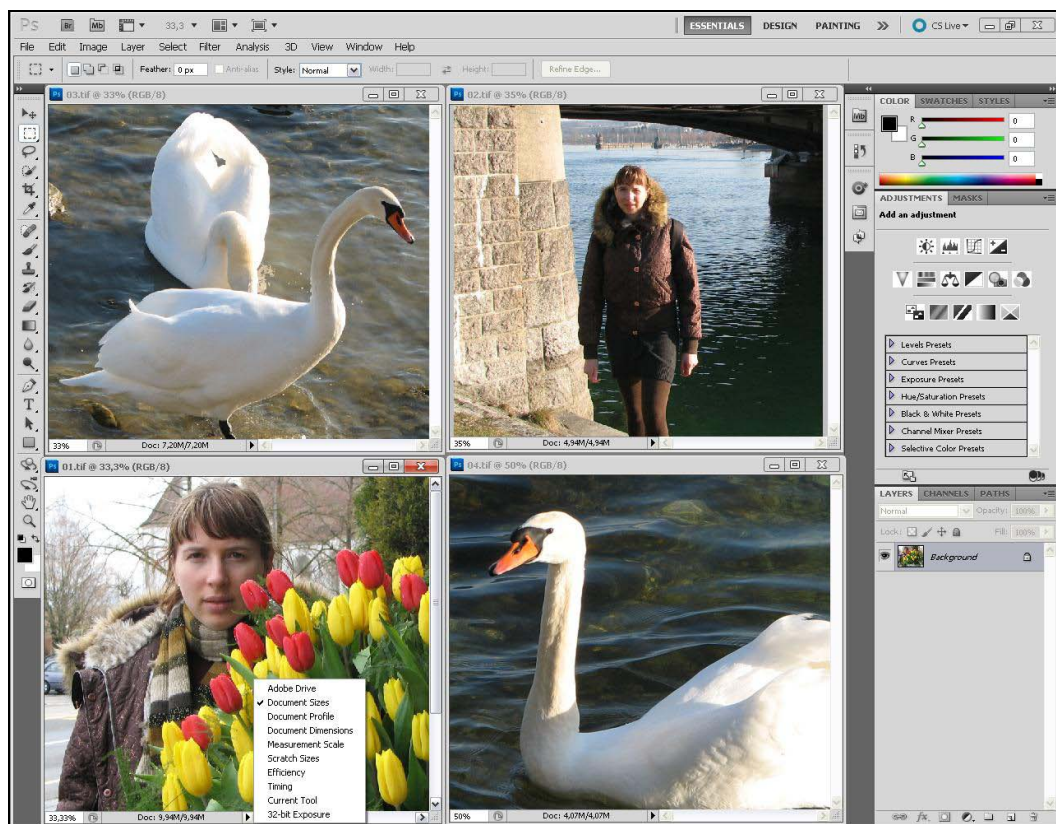 Ps Br Mb 33,3 ESSENTIALS DESIGN PAINTING CS Live
File Edit Image Layer Select Filter Analysis 3D View Window Help
Feather: 0 px Anti-alias Style: Normal Width: Height: Refine Edge...
Ps 03.tif @ 33% (RGB/8)
33% Doc: 7,20M/7,20M
Ps 02.tif @ 35% (RGB/8)
35% Doc: 4,94M/4,94M
Ps 01.tif @ 33,3% (RGB/8)
Adobe Drive
Document Sizes
Document Profile
Document Dimensions
Measurement Scale
Scratch Sizes
Efficiency
Timing
Current Tool
32-bit Exposure
33,33% Doc: 9,94M/9,94M
Ps 04.tif @ 50% (RGB/8)
50% Doc: 4,07M/4,07M
Mb
COLOR SWATCHES STYLES
R 0
G 0
B 0
ADJUSTMENTS MASKS
Add an adjustment
Levels Presets
Curves Presets
Exposure Presets
Hue/Saturation Presets
Black & White Presets
Channel Mixer Presets
Selective Color Presets
LAYERS CHANNELS PATHS
Normal Opacity: 100%
Lock: Fill: 100%
Background
fx